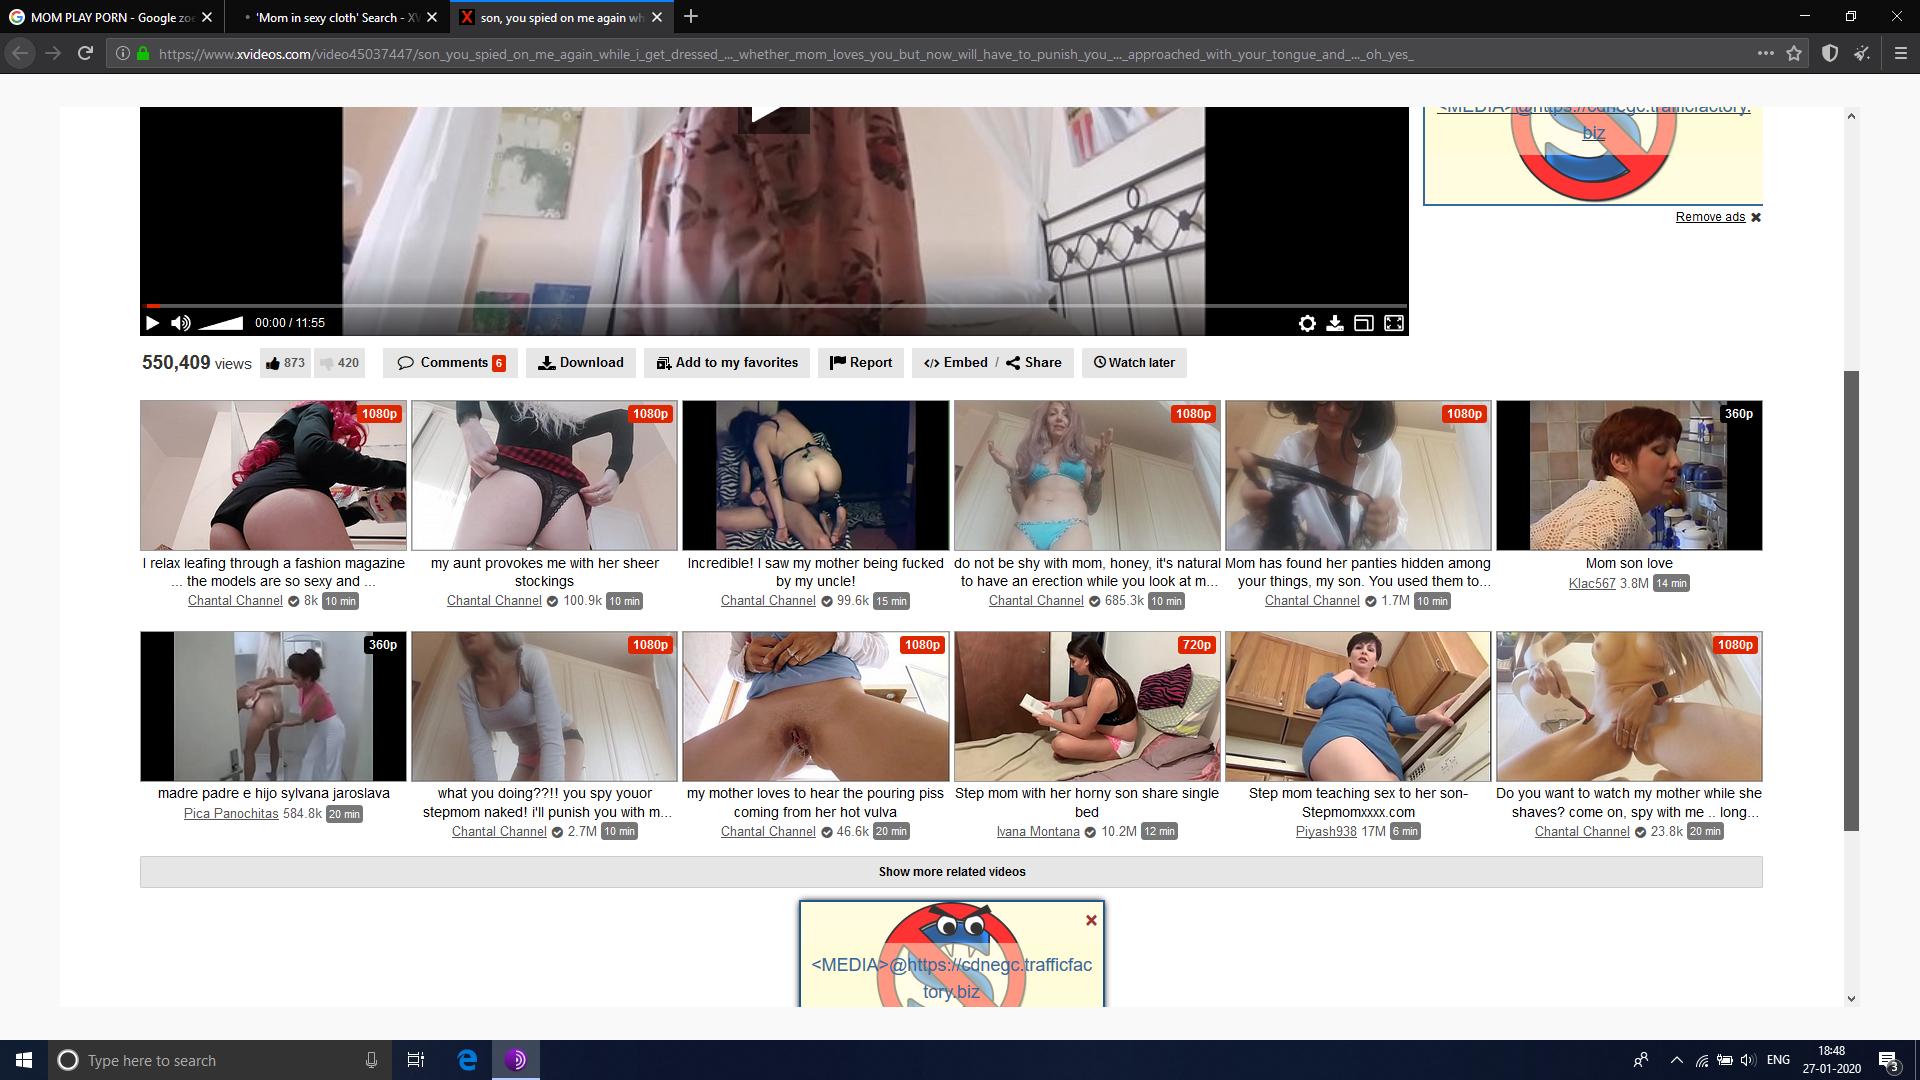 MOM PLAY PORN - Google zoe
'Mom in sexy cloth' Search - XV
son, you spied on me again wh
https://www.xvideos.com/video45037447/son_you_spied_on_me_again_while_i_get_dressed_..._whether_mom_loves_you_but_now_will_have_to_punish_you_..._approached_with_your_tongue_and_..._oh_yes_
<MEDIA>@https://cdnegc.trafficfactory.
biz
Remove ads
00:00 / 11:55
550,409 views 873 420 Comments 6 Download Add to my favorites Report Embed / Share Watch later
1080p 1080p 1080p 1080p 360p
I relax leafing through a fashion magazine
... the models are so sexy and ...
Chantal Channel 8k 10 min
my aunt provokes me with her sheer
stockings
Chantal Channel 100.9k 10 min
Incredible! I saw my mother being fucked
by my uncle!
Chantal Channel 99.6k 15 min
do not be shy with mom, honey, it's natural
to have an erection while you look at m...
Chantal Channel 685.3k 10 min
Mom has found her panties hidden among
your things, my son. You used them to...
Chantal Channel 1.7M 10 min
Mom son love
Klac567 3.8M 14 min
360p 1080p 1080p 720p 1080p
madre padre e hijo sylvana jaroslava
Pica Panochitas 584.8k 20 min
what you doing??!! you spy youor
stepmom naked! i'll punish you with m...
Chantal Channel 2.7M 10 min
my mother loves to hear the pouring piss
coming from her hot vulva
Chantal Channel 46.6k 20 min
Step mom with her horny son share single
bed
Ivana Montana 10.2M 12 min
Step mom teaching sex to her son-
Stepmomxxxx.com
Piyash938 17M 6 min
Do you want to watch my mother while she
shaves? come on, spy with me .. long...
Chantal Channel 23.8k 20 min
Show more related videos
<MEDIA>@https://cdnegc.trafficfac
tory.biz
Type here to search
ENG
18:48
27-01-2020
3